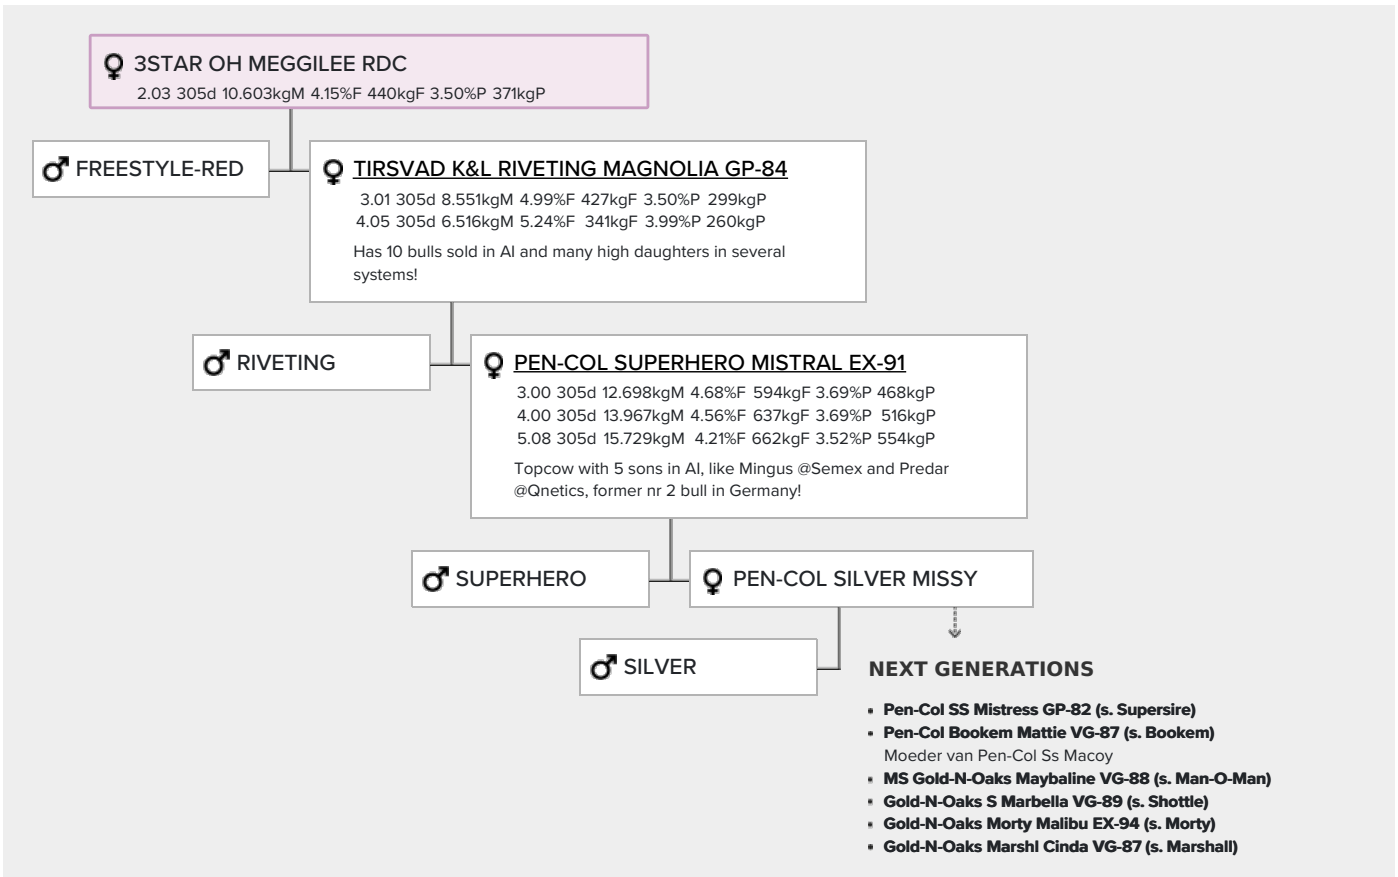 3STAR OH MEGGILEE RDC
2.03 305d 10.603kgM 4.15%F 440kgF 3.50%P 371kgP
FREESTYLE-RED
TIRSVAD K&L RIVETING MAGNOLIA GP-84
3.01 305d 8.551kgM 4.99%F 427kgF 3.50%P 299kgP
4.05 305d 6.516kgM 5.24%F 341kgF 3.99%P 260kgP
Has 10 bulls sold in AI and many high daughters in several
systems!
RIVETING
PEN-COL SUPERHERO MISTRAL EX-91
3.00 305d 12.698kgM 4.68%F 594kgF 3.69%P 468kgP
4.00 305d 13.967kgM 4.56%F 637kgF 3.69%P 516kgP
5.08 305d 15.729kgM 4.21%F 662kgF 3.52%P 554kgP
Topcow with 5 sons in AI, like Mingus @Semex and Predar
@Qnetics, former nr 2 bull in Germany!
SUPERHERO
PEN-COL SILVER MISSY
SILVER
NEXT GENERATIONS
▪ Pen-Col SS Mistress GP-82 (s. Supersire)
▪ Pen-Col Bookem Mattie VG-87 (s. Bookem)
Moeder van Pen-Col Ss Macoy
▪ MS Gold-N-Oaks Maybaline VG-88 (s. Man-O-Man)
▪ Gold-N-Oaks S Marbella VG-89 (s. Shottle)
▪ Gold-N-Oaks Morty Malibu EX-94 (s. Morty)
▪ Gold-N-Oaks Marshl Cinda VG-87 (s. Marshall)